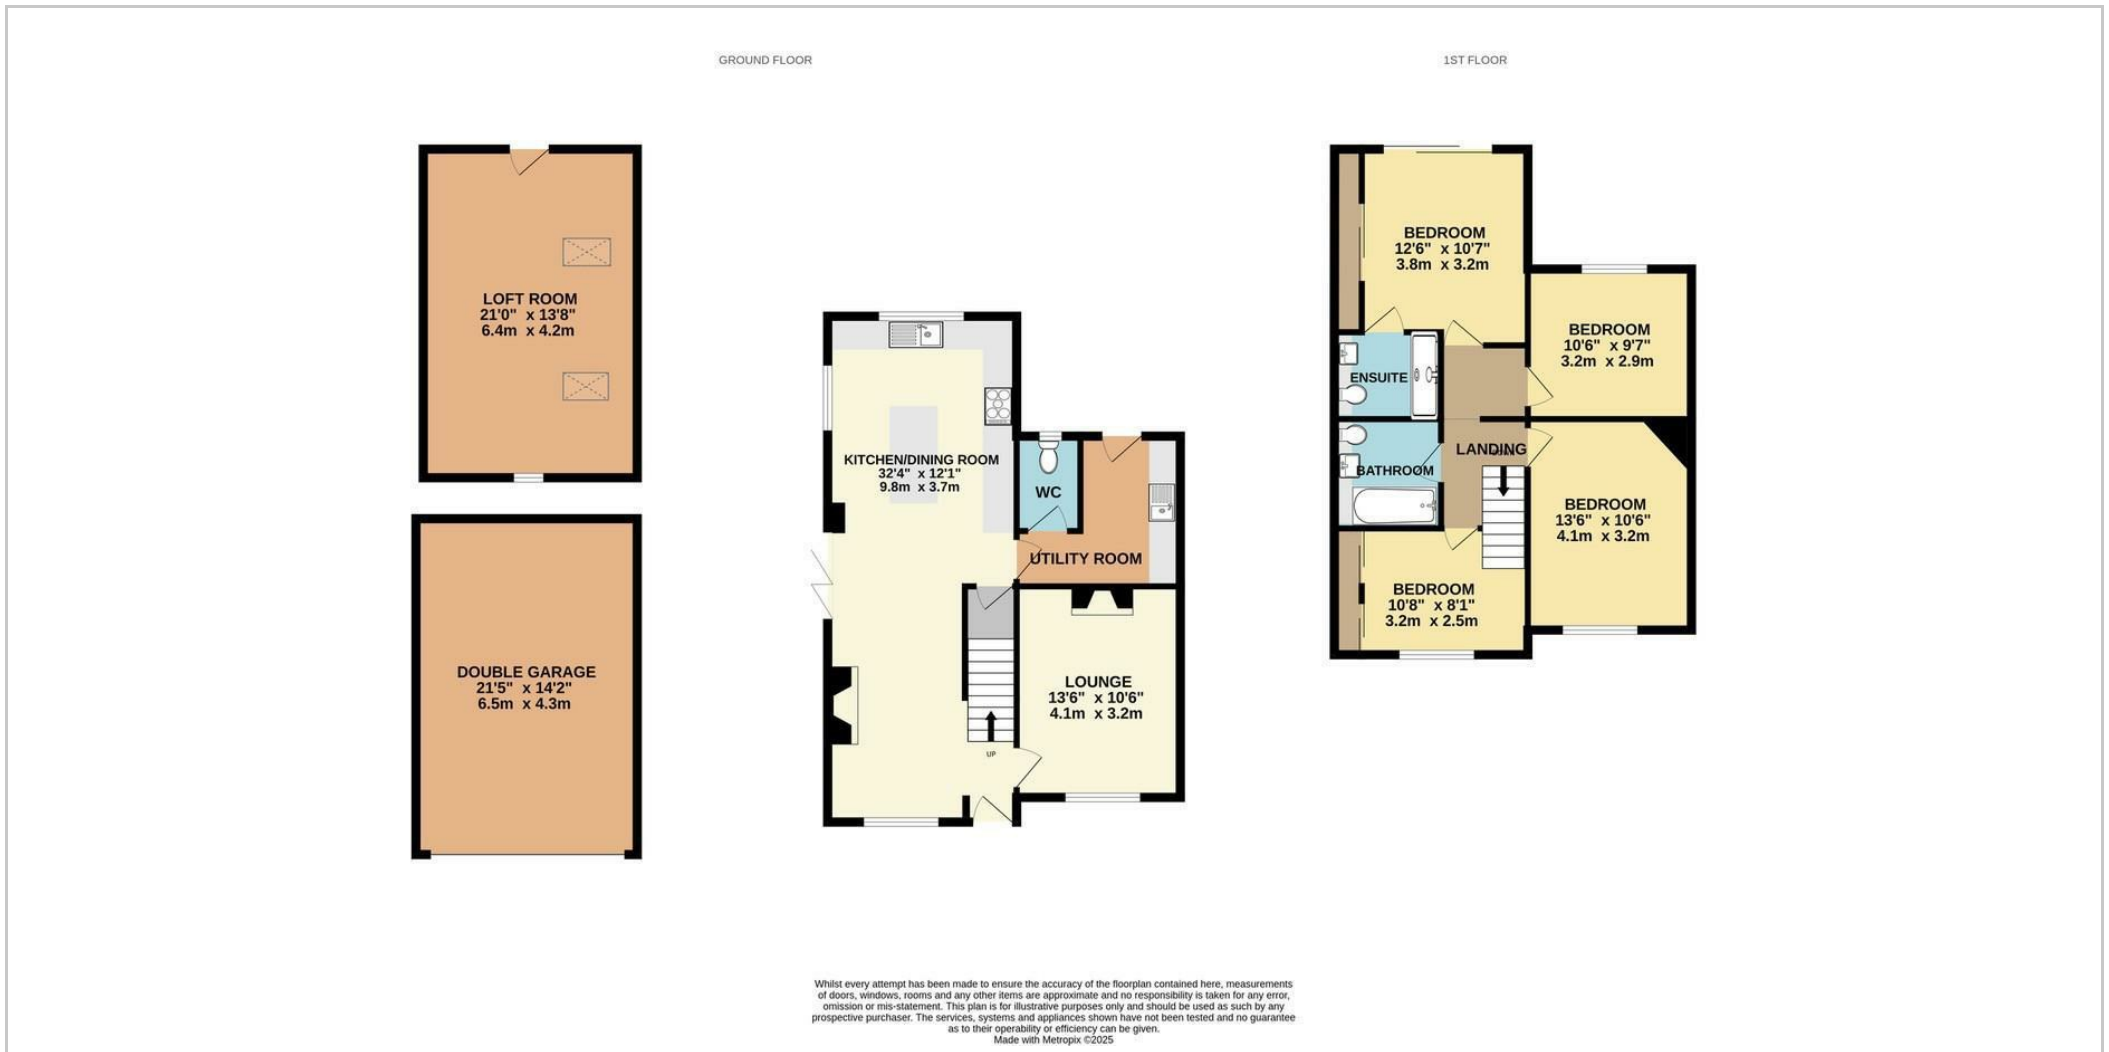 GROUND FLOOR
1ST FLOOR
LOFT ROOM
21'0" x 13'8"
6.4m x 4.2m
DOUBLE GARAGE
21'5" x 14'2"
6.5m x 4.3m
KITCHEN/DINING ROOM
32'4" x 12'1"
9.8m x 3.7m
WC
UTILITY ROOM
LOUNGE
13'6" x 10'6"
4.1m x 3.2m
UP
BEDROOM
12'6" x 10'7"
3.8m x 3.2m
BEDROOM
10'6" x 9'7"
3.2m x 2.9m
ENSUITE
LANDING
BATHROOM
BEDROOM
13'6" x 10'6"
4.1m x 3.2m
BEDROOM
10'8" x 8'1"
3.2m x 2.5m
Whilst every attempt has been made to ensure the accuracy of the floorplan contained here, measurements
of doors, windows, rooms and any other items are approximate and no responsibility is taken for any error,
omission or mis-statement. This plan is for illustrative purposes only and should be used as such by any
prospective purchaser. The services, systems and appliances shown have not been tested and no guarantee
as to their operability or efficiency can be given.
Made with Metropix ©2025